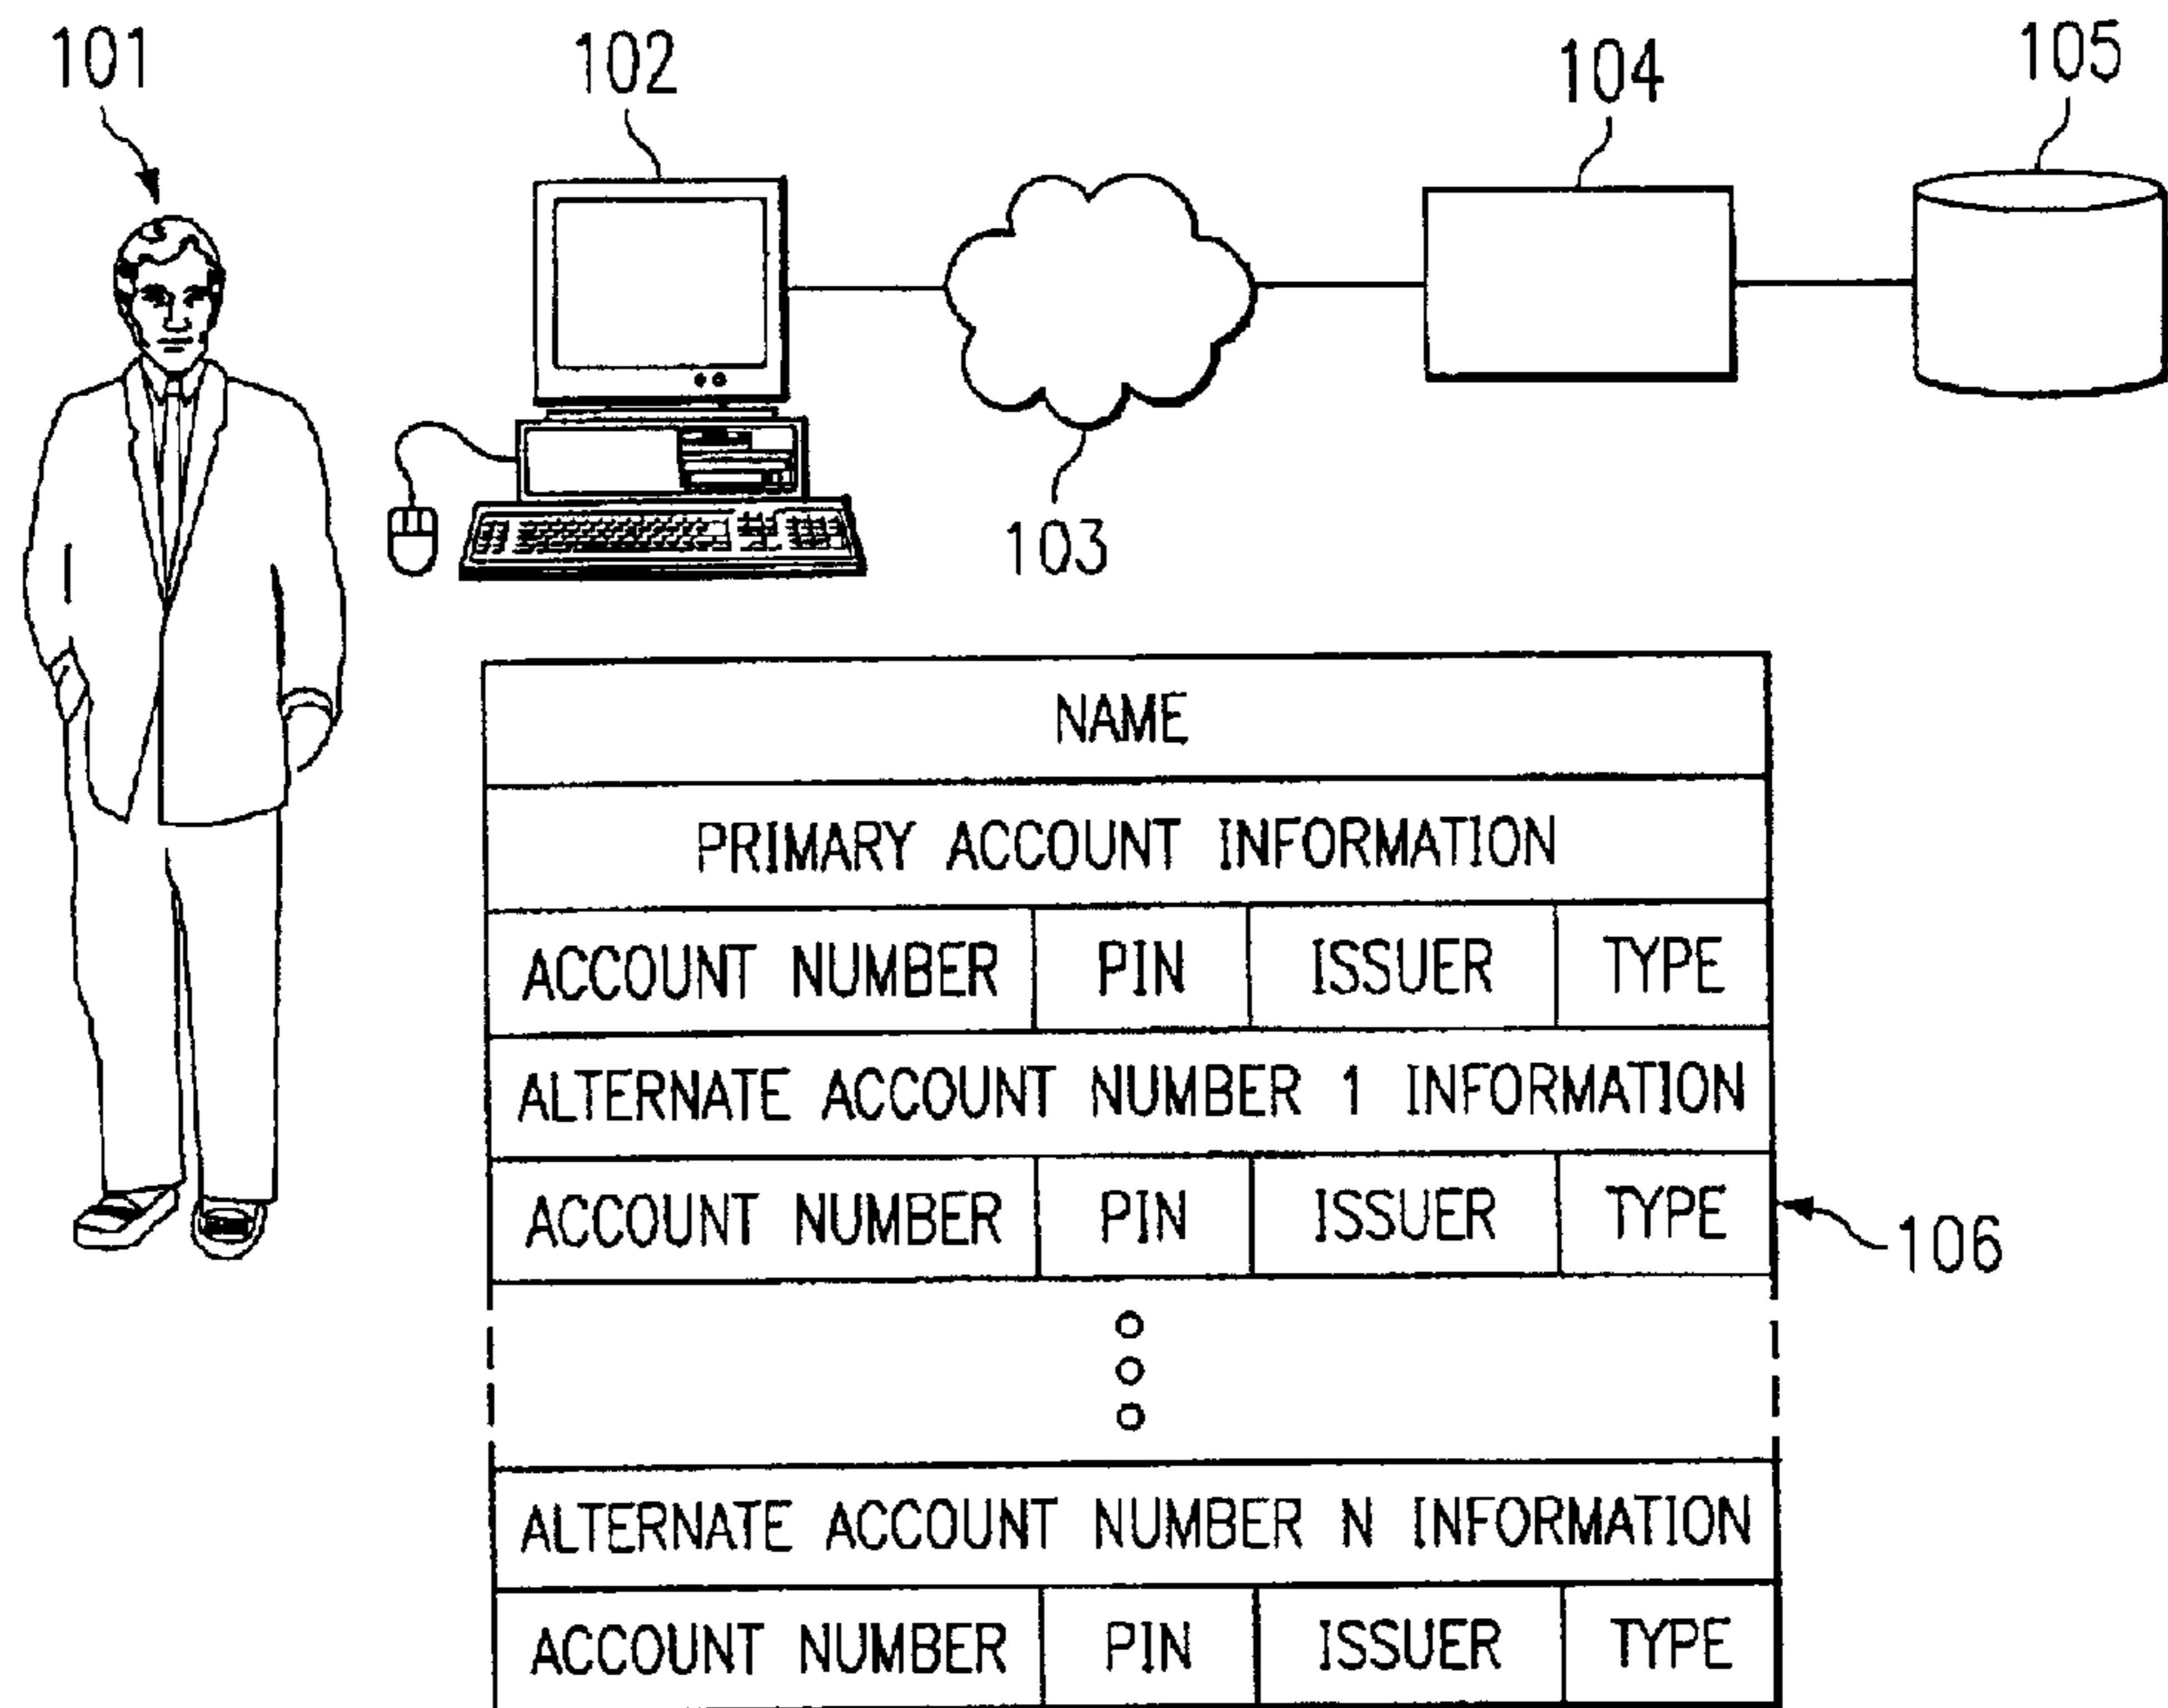 101
102
104
105
103
NAME
PRIMARY ACCOUNT INFORMATION
ACCOUNT NUMBER PIN ISSUER TYPE
ALTERNATE ACCOUNT NUMBER 1 INFORMATION
ACCOUNT NUMBER PIN ISSUER TYPE
106
ALTERNATE ACCOUNT NUMBER N INFORMATION
ACCOUNT NUMBER PIN ISSUER TYPE